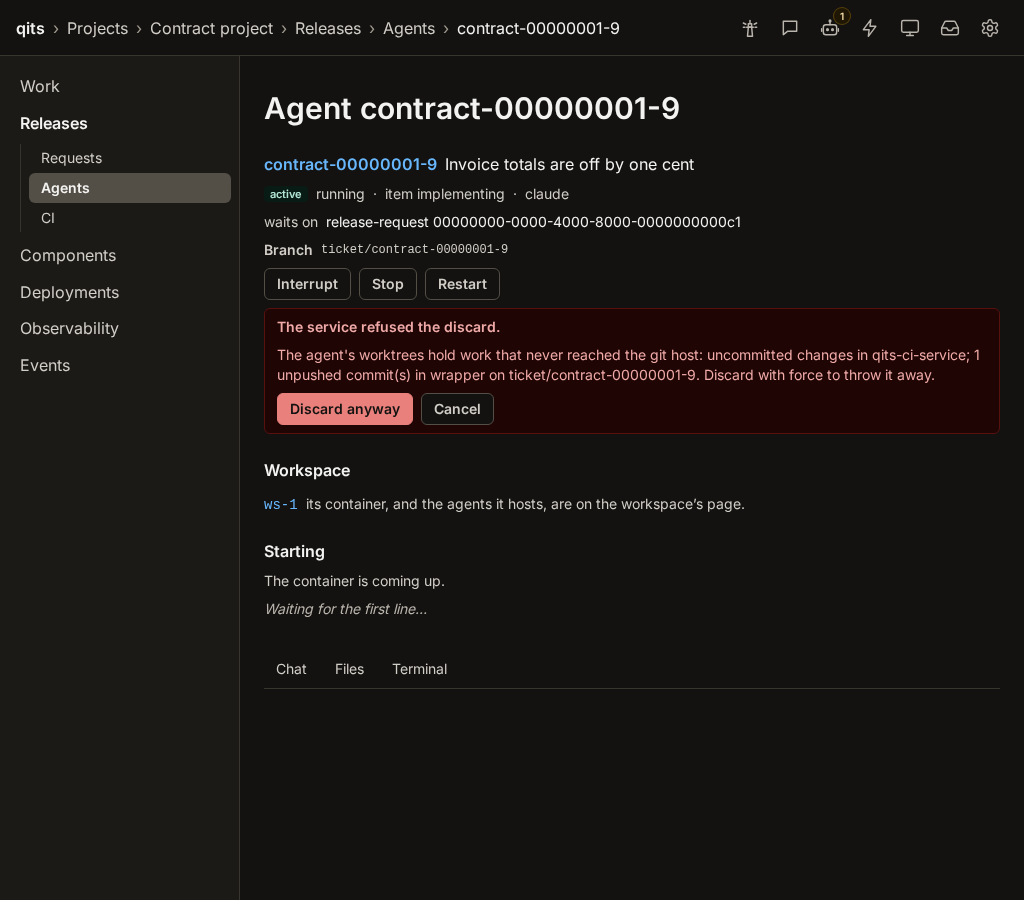 qits › Projects › Contract project › Releases › Agents › contract-00000001-9
1
Work
Releases
Requests
Agents
CI
Components
Deployments
Observability
Events
Agent contract-00000001-9
contract-00000001-9 Invoice totals are off by one cent
active running · item implementing · claude
waits on release-request 00000000-0000-4000-8000-0000000000c1
Branch ticket/contract-00000001-9
Interrupt Stop Restart
The service refused the discard.
The agent's worktrees hold work that never reached the git host: uncommitted changes in qits-ci-service; 1
unpushed commit(s) in wrapper on ticket/contract-00000001-9. Discard with force to throw it away.
Discard anyway Cancel
Workspace
ws-1 its container, and the agents it hosts, are on the workspace’s page.
Starting
The container is coming up.
Waiting for the first line…
Chat Files Terminal